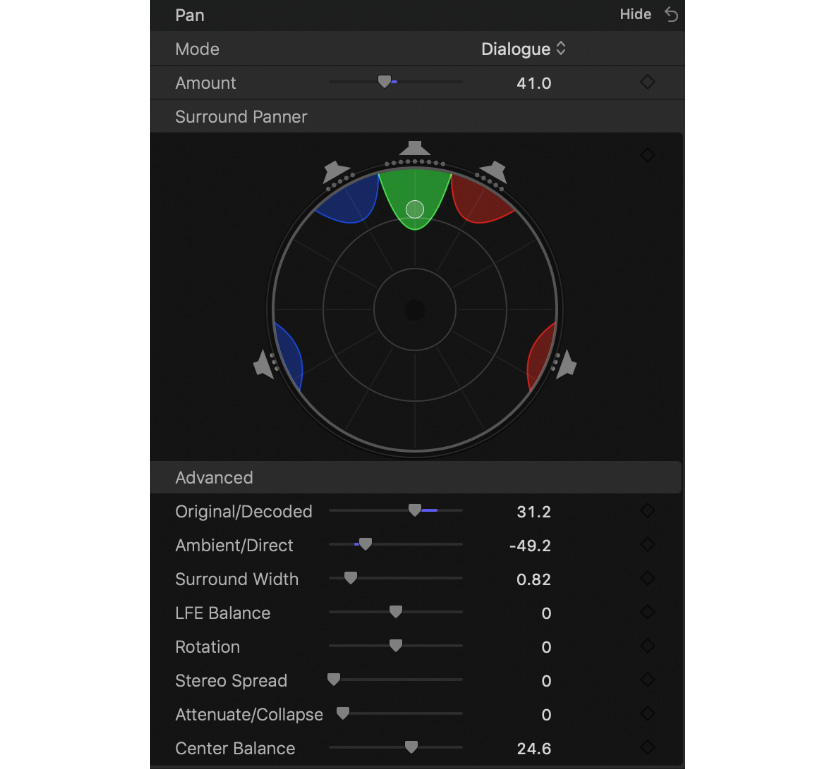 Pan Hide
Mode Dialogue
Amount 41.0
Surround Panner
Advanced
Original/Decoded 31.2
Ambient/Direct -49.2
Surround Width 0.82
LFE Balance 0
Rotation 0
Stereo Spread 0
Attenuate/Collapse 0
Center Balance 24.6